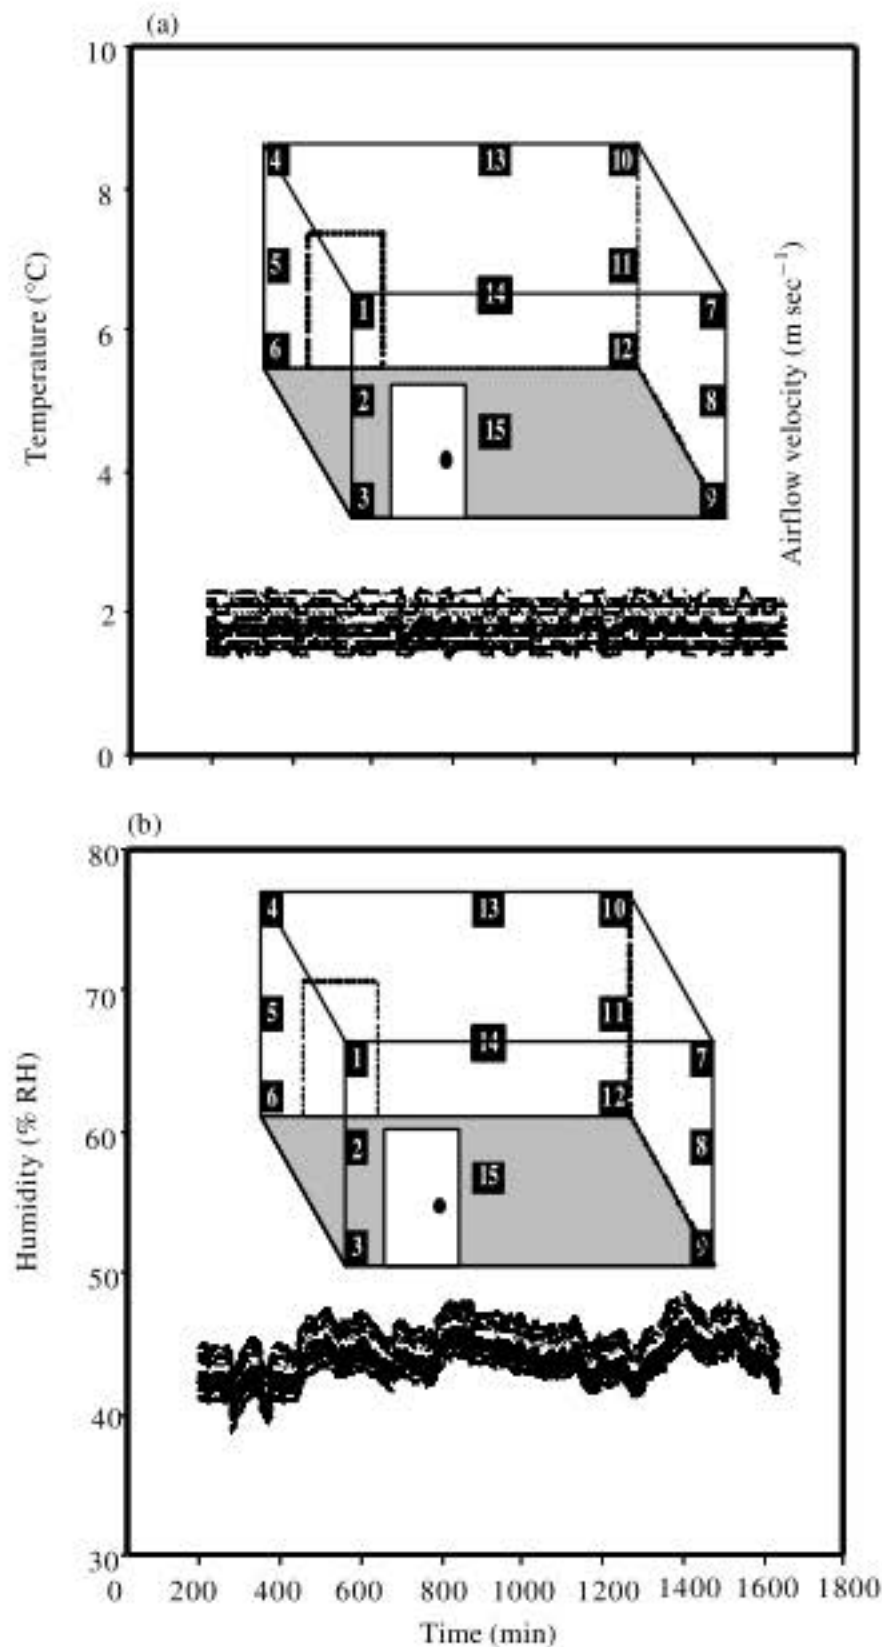 (a)
10
8
6
4
2
0
Temperature (°C)
Airflow velocity (m sec⁻¹)
4 13 10
5 11
1 14 7
6 12
2 8
15
3 9
(b)
80
70
60
50
40
30
Humidity (% RH)
4 13 10
5 11
1 14 7
6 12
2 8
15
3 9
0 200 400 600 800 1000 1200 1400 1600 1800
Time (min)